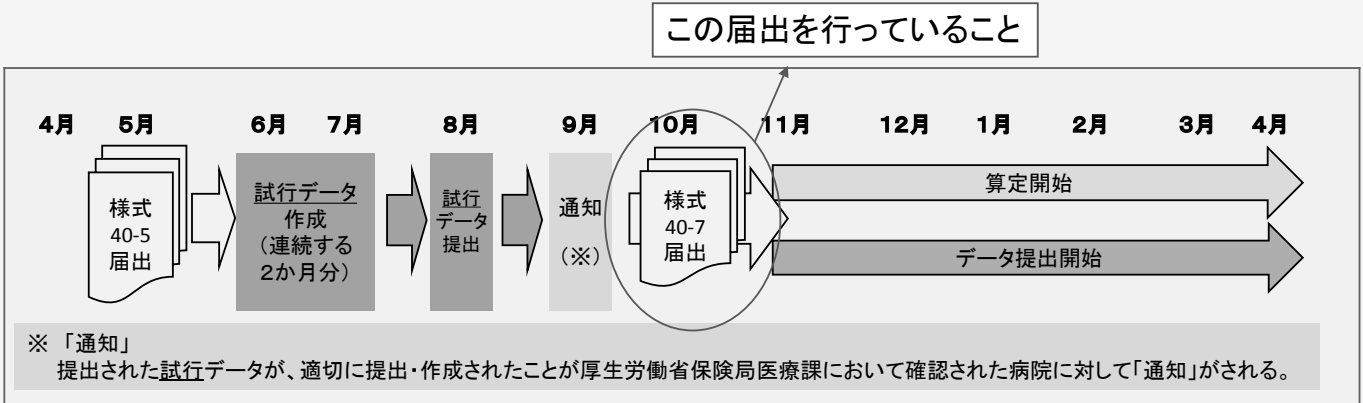 この届出を行っていること
4月 5月 6月 7月 8月 9月 10月 11月 12月 1月 2月 3月 4月
様式
40-5
届出
試行データ
作成
(連続する
2か月分)
試行
データ
提出
通知
(※)
様式
40-7
届出
算定開始
データ提出開始
※ 「通知」
提出された試行データが、適切に提出・作成されたことが厚生労働省保険局医療課において確認された病院に対して「通知」がされる。